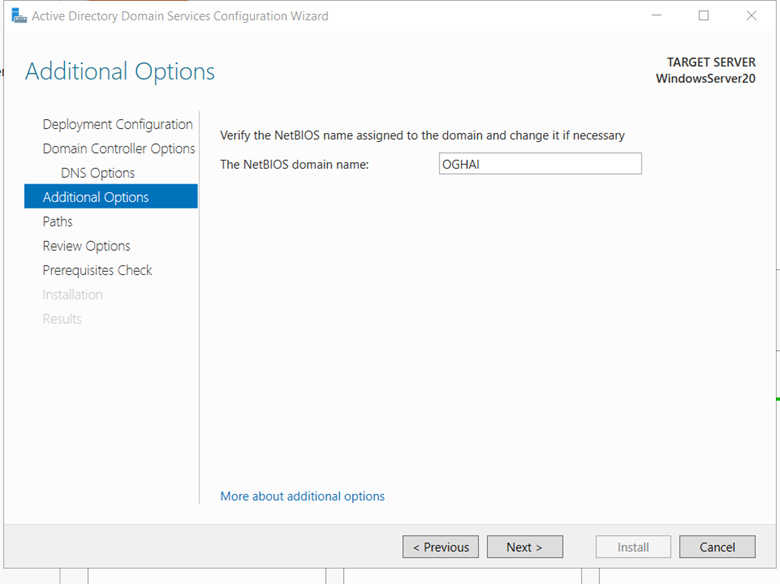 Active Directory Domain Services Configuration Wizard
Additional Options
TARGET SERVER
WindowsServer20
Deployment Configuration
Domain Controller Options
DNS Options
Additional Options
Paths
Review Options
Prerequisites Check
Installation
Results
Verify the NetBIOS name assigned to the domain and change it if necessary
The NetBIOS domain name: OGHAI
More about additional options
< Previous Next > Install Cancel